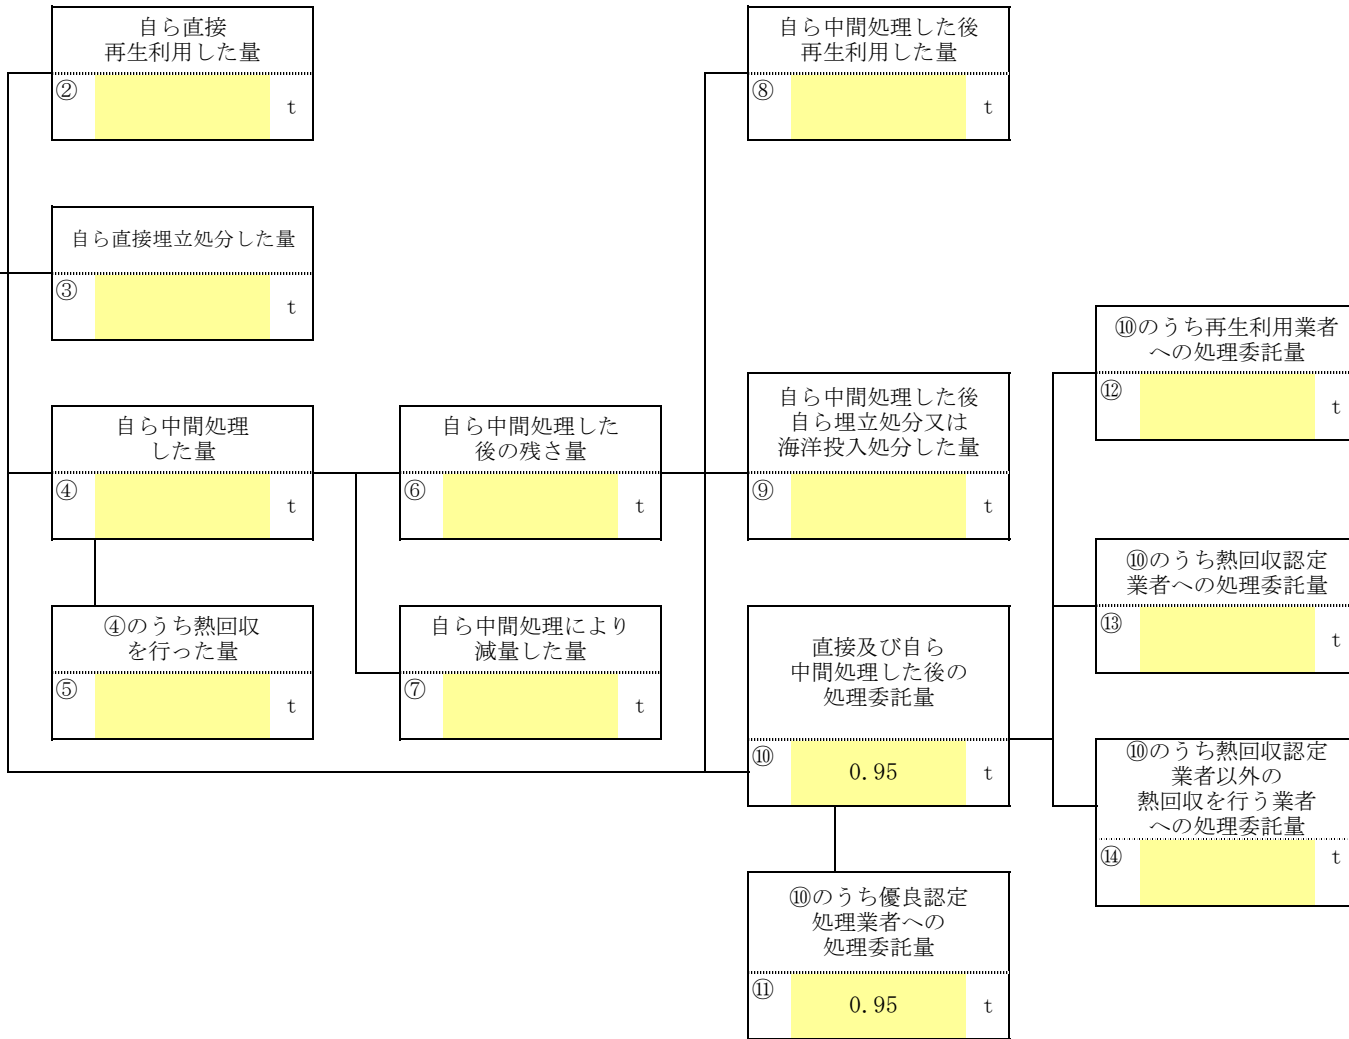 自ら直接
再生利用した量
②
t
自ら中間処理した後
再生利用した量
⑧
t
自ら直接埋立処分した量
③
t
⑩のうち再生利用業者
への処理委託量
⑫
t
自ら中間処理
した量
④
t
自ら中間処理した
後の残さ量
⑥
t
自ら中間処理した後
自ら埋立処分又は
海洋投入処分した量
⑨
t
⑩のうち熱回収認定
業者への処理委託量
⑬
t
④のうち熱回収
を行った量
⑤
t
自ら中間処理により
減量した量
⑦
t
直接及び自ら
中間処理した後の
処理委託量
⑩
0.95
t
⑩のうち熱回収認定
業者以外の
熱回収を行う業者
への処理委託量
⑭
t
⑩のうち優良認定
処理業者への
処理委託量
⑪
0.95
t